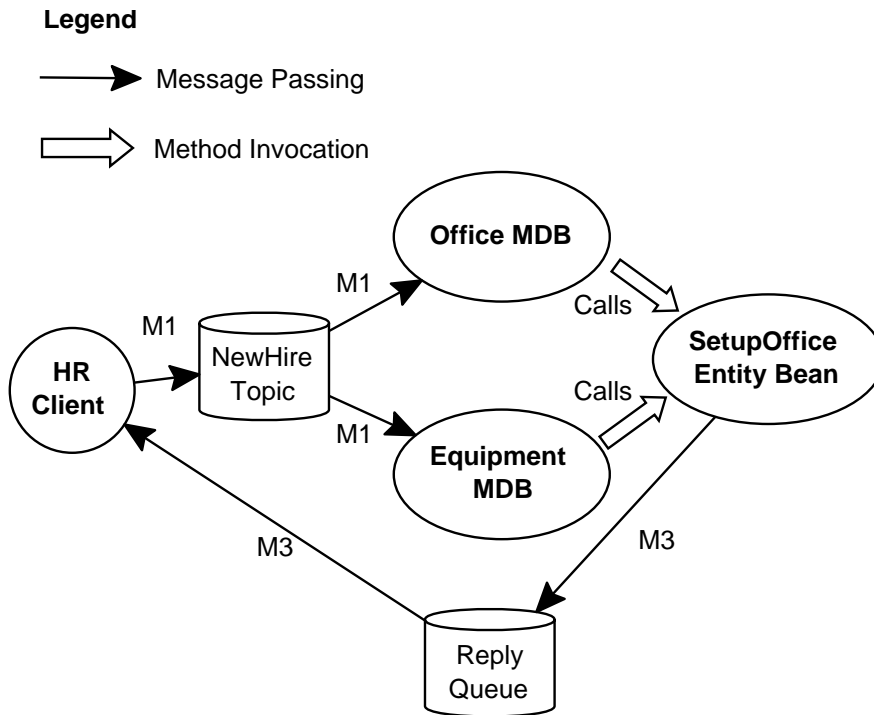 Legend
Message Passing
Method Invocation
Office MDB
M1
Calls
M1
NewHire
Topic
HR
Client
SetupOffice
Entity Bean
Calls
M1
Equipment
MDB
M3
M3
Reply
Queue